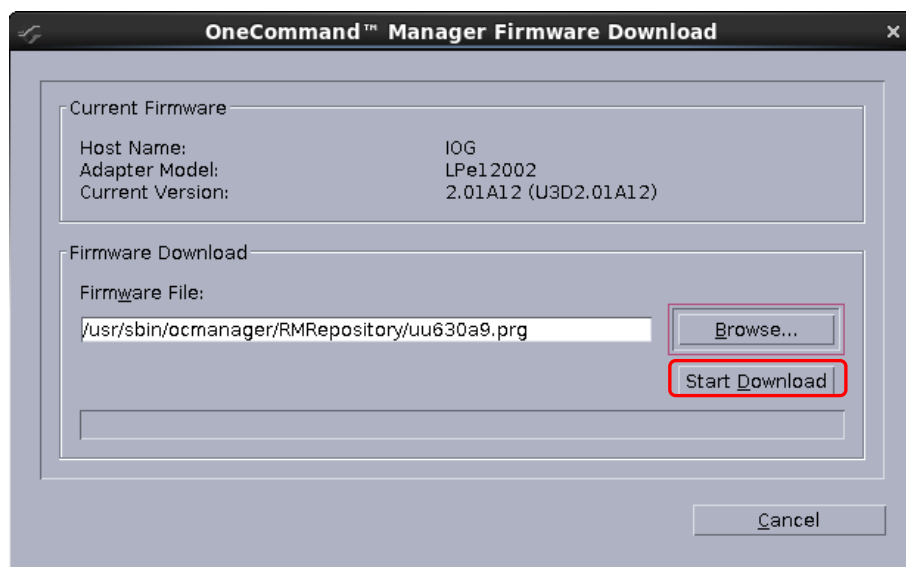 OneCommand™ Manager Firmware Download
Current Firmware
Host Name: IOG
Adapter Model: LPe12002
Current Version: 2.01A12 (U3D2.01A12)
Firmware Download
Firmware File:
/usr/sbin/ocmanager/RMRepository/uu630a9.prg
Browse...
Start Download
Cancel